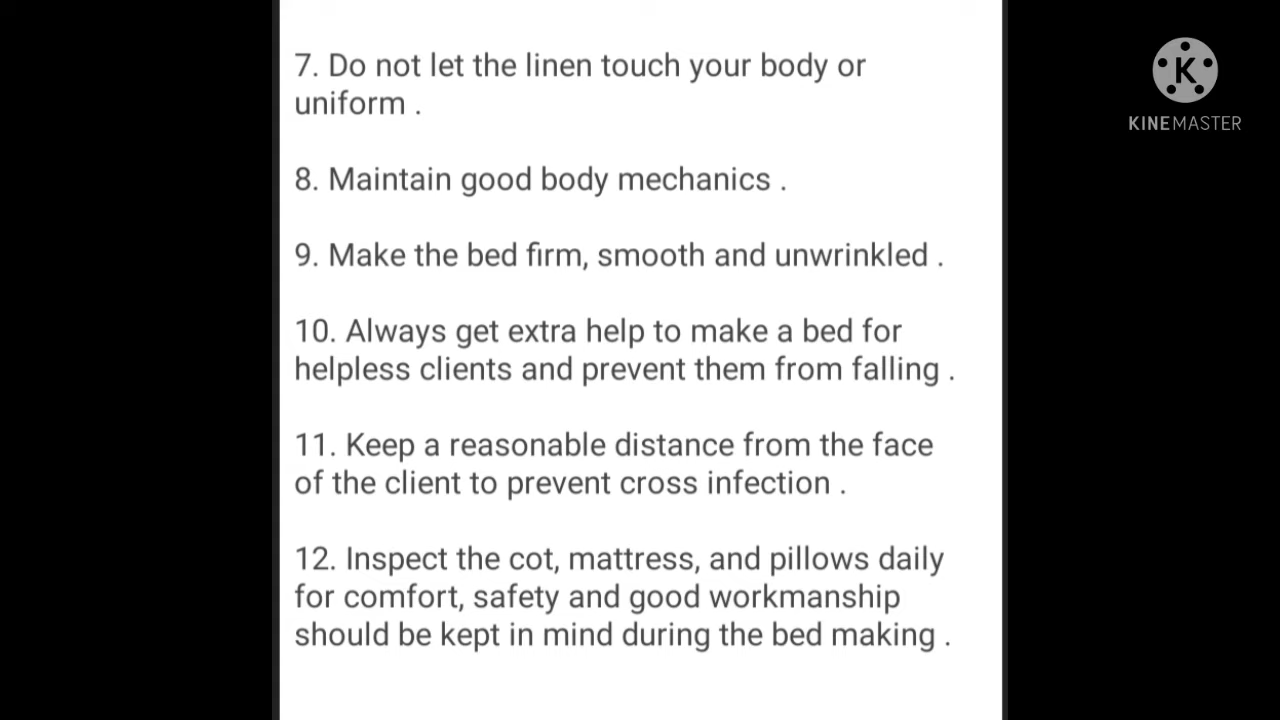 7. Do not let the linen touch your body or
uniform .
8. Maintain good body mechanics .
9. Make the bed firm, smooth and unwrinkled .
10. Always get extra help to make a bed for
helpless clients and prevent them from falling .
11. Keep a reasonable distance from the face
of the client to prevent cross infection .
12. Inspect the cot, mattress, and pillows daily
for comfort, safety and good workmanship
should be kept in mind during the bed making .
K
KINEMASTER